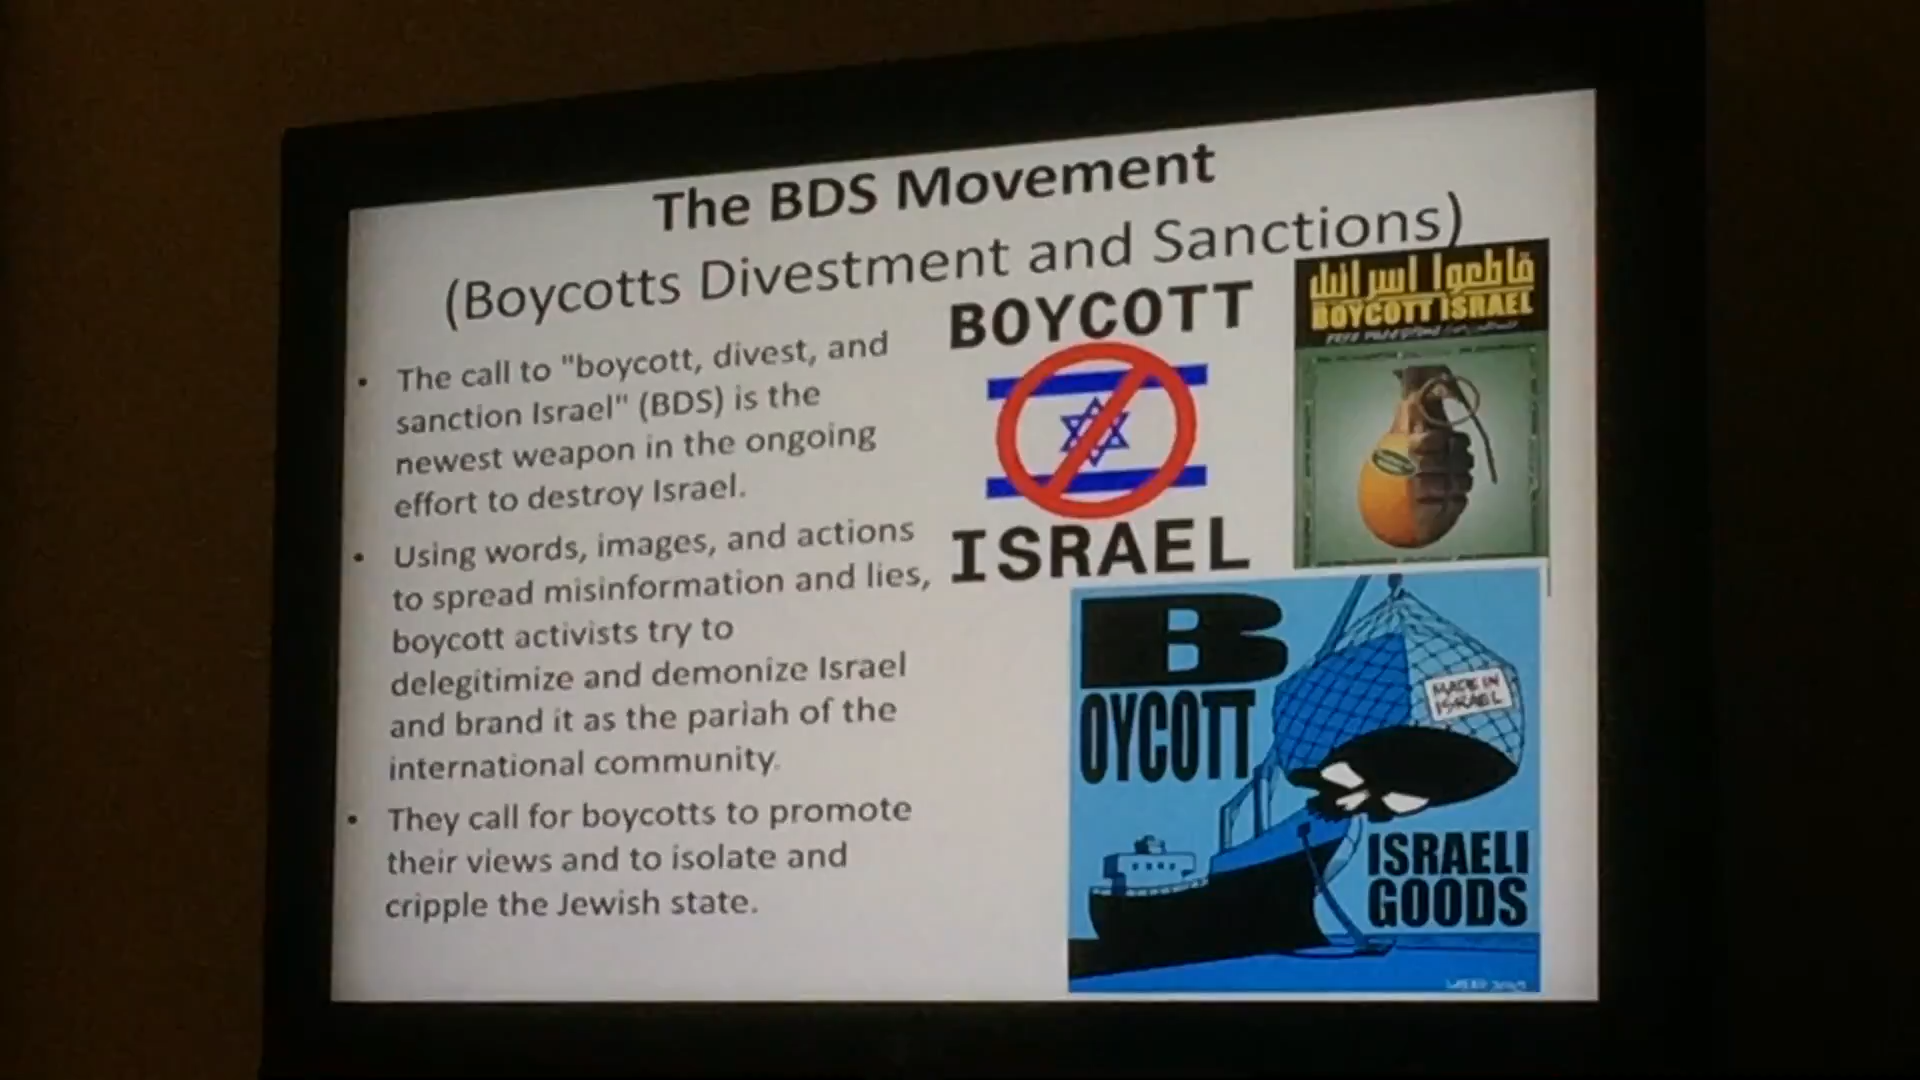 The BDS Movement
(Boycotts Divestment and Sanctions)
• The call to "boycott, divest, and
sanction Israel" (BDS) is the
newest weapon in the ongoing
effort to destroy Israel.
• Using words, images, and actions
to spread misinformation and lies,
boycott activists try to
delegitimize and demonize Israel
and brand it as the pariah of the
international community.
• They call for boycotts to promote
their views and to isolate and
cripple the Jewish state.
BOYCOTT
ISRAEL
قاطعوا اسرائيل
BOYCOTT ISRAEL
BOYCOTT
MADE IN
ISRAEL
ISRAELI
GOODS